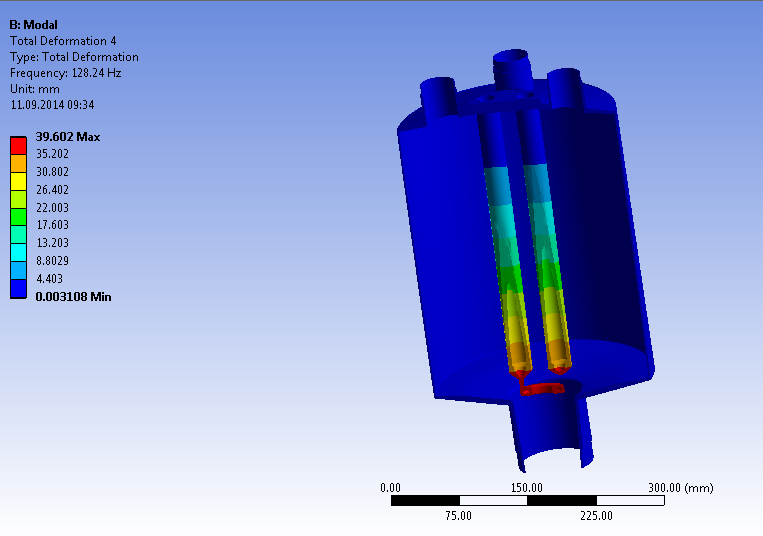 B: Modal
Total Deformation 4
Type: Total Deformation
Frequency: 128.24 Hz
Unit: mm
11.09.2014 09:34
39.602 Max
35.202
30.802
26.402
22.003
17.603
13.203
8.8029
4.403
0.003108 Min
0.00 150.00 300.00 (mm)
75.00 225.00